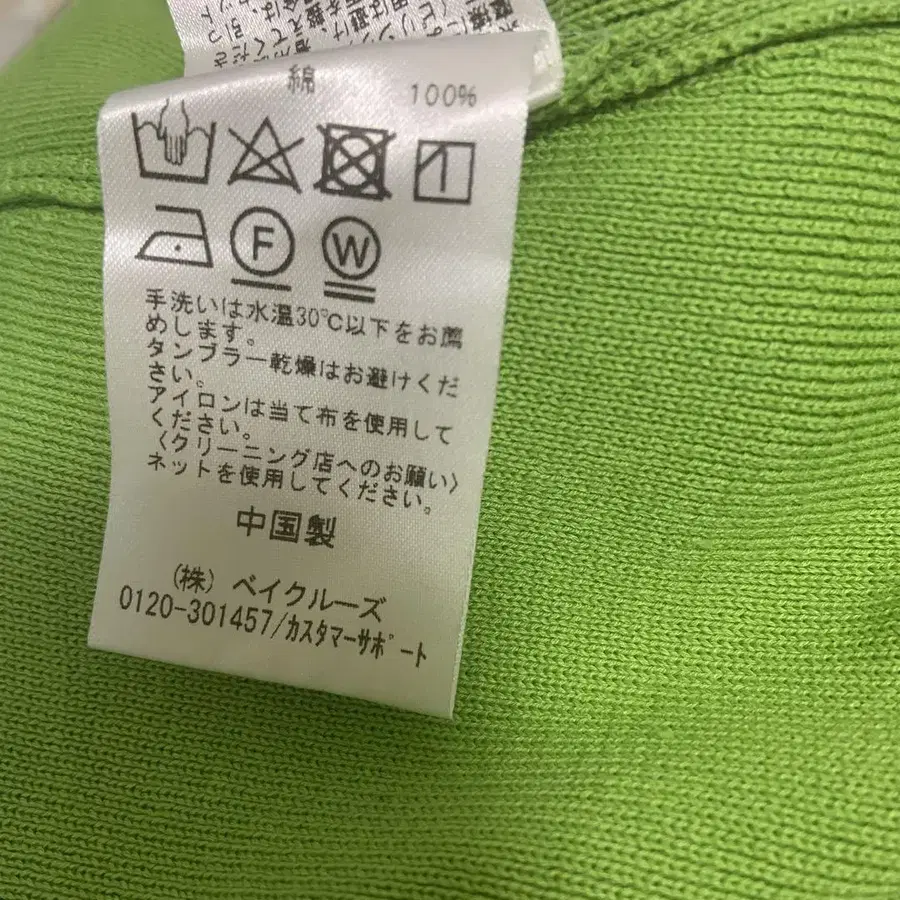 綿 100%
F W
手洗いは水温30℃以下をお薦
めします。
タンブラー乾燥はお避けくだ
さい。
アイロンは当て布を使用して
ください。
〈クリーニング店へのお願い〉
ネットを使用してください。
中国製
(株) ベイクルーズ
0120-301457/カスタマーサポート